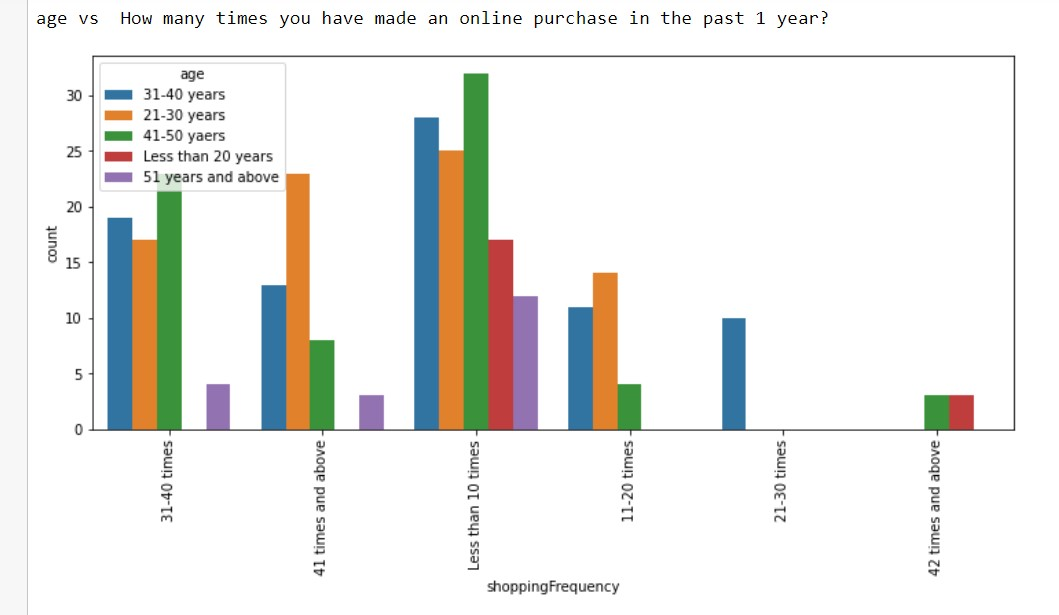 age vs  How many times you have made an online purchase in the past 1 year?
age
31-40 years
21-30 years
41-50 yaers
Less than 20 years
51 years and above
30
25
20
15
10
5
0
count
31-40 times
41 times and above
Less than 10 times
11-20 times
21-30 times
42 times and above
shoppingFrequency